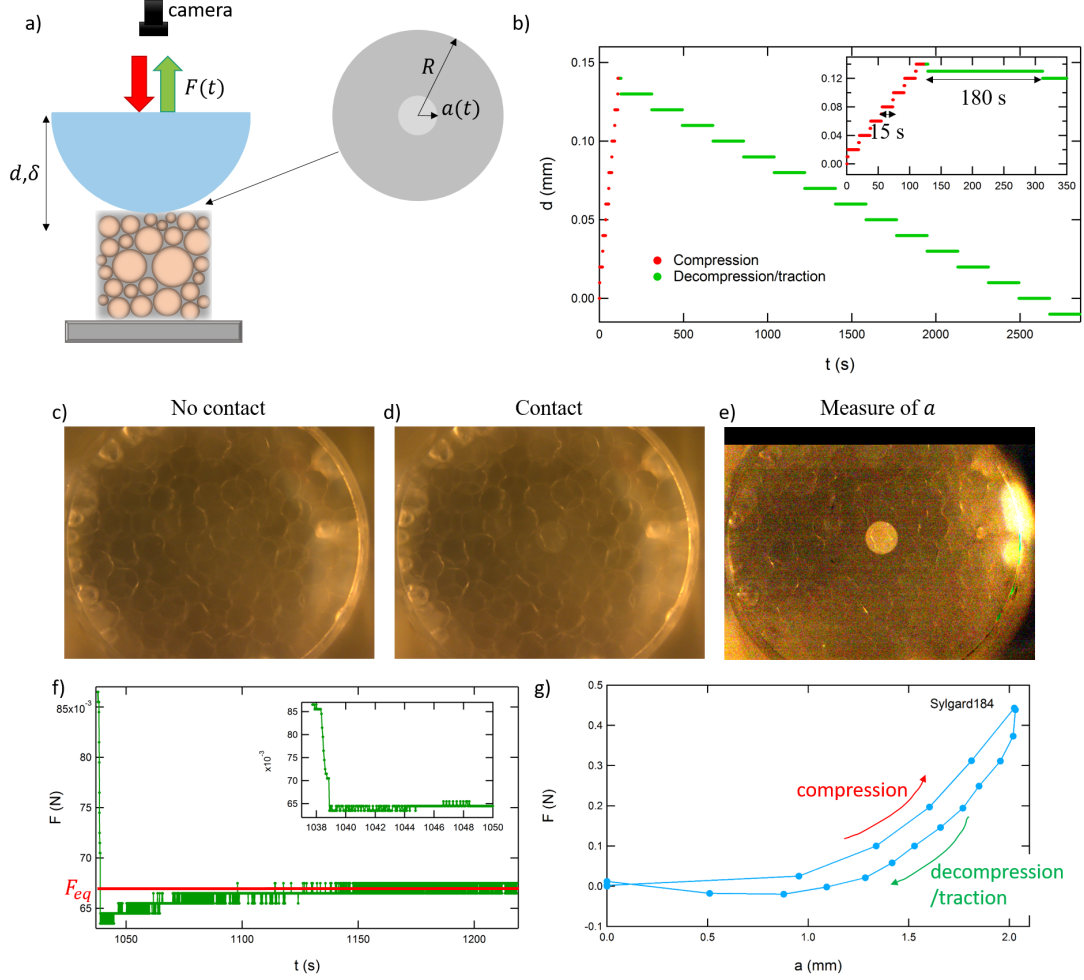 a)
camera
F(t)
R
a(t)
d,δ
b)
d (mm)
0.14
0.10
0.05
0.00
0
500
1000
1500
2000
2500
t (s)
Compression
Decompression/traction
0.12
0.08
0.04
0.00
0
50
100
150
200
250
300
350
180 s
15 s
c)
No contact
d)
Contact
e)
Measure of a
f)
F (N)
85x10⁻³
80
75
70
65
F_eq
1050
1100
1150
1200
t (s)
x10⁻³
85
80
75
70
65
1038
1040
1042
1044
1046
1048
1050
g)
F (N)
0.5
0.4
0.3
0.2
0.1
0.0
-0.1
0.0
0.5
1.0
1.5
2.0
a (mm)
Sylgard184
compression
decompression
/traction